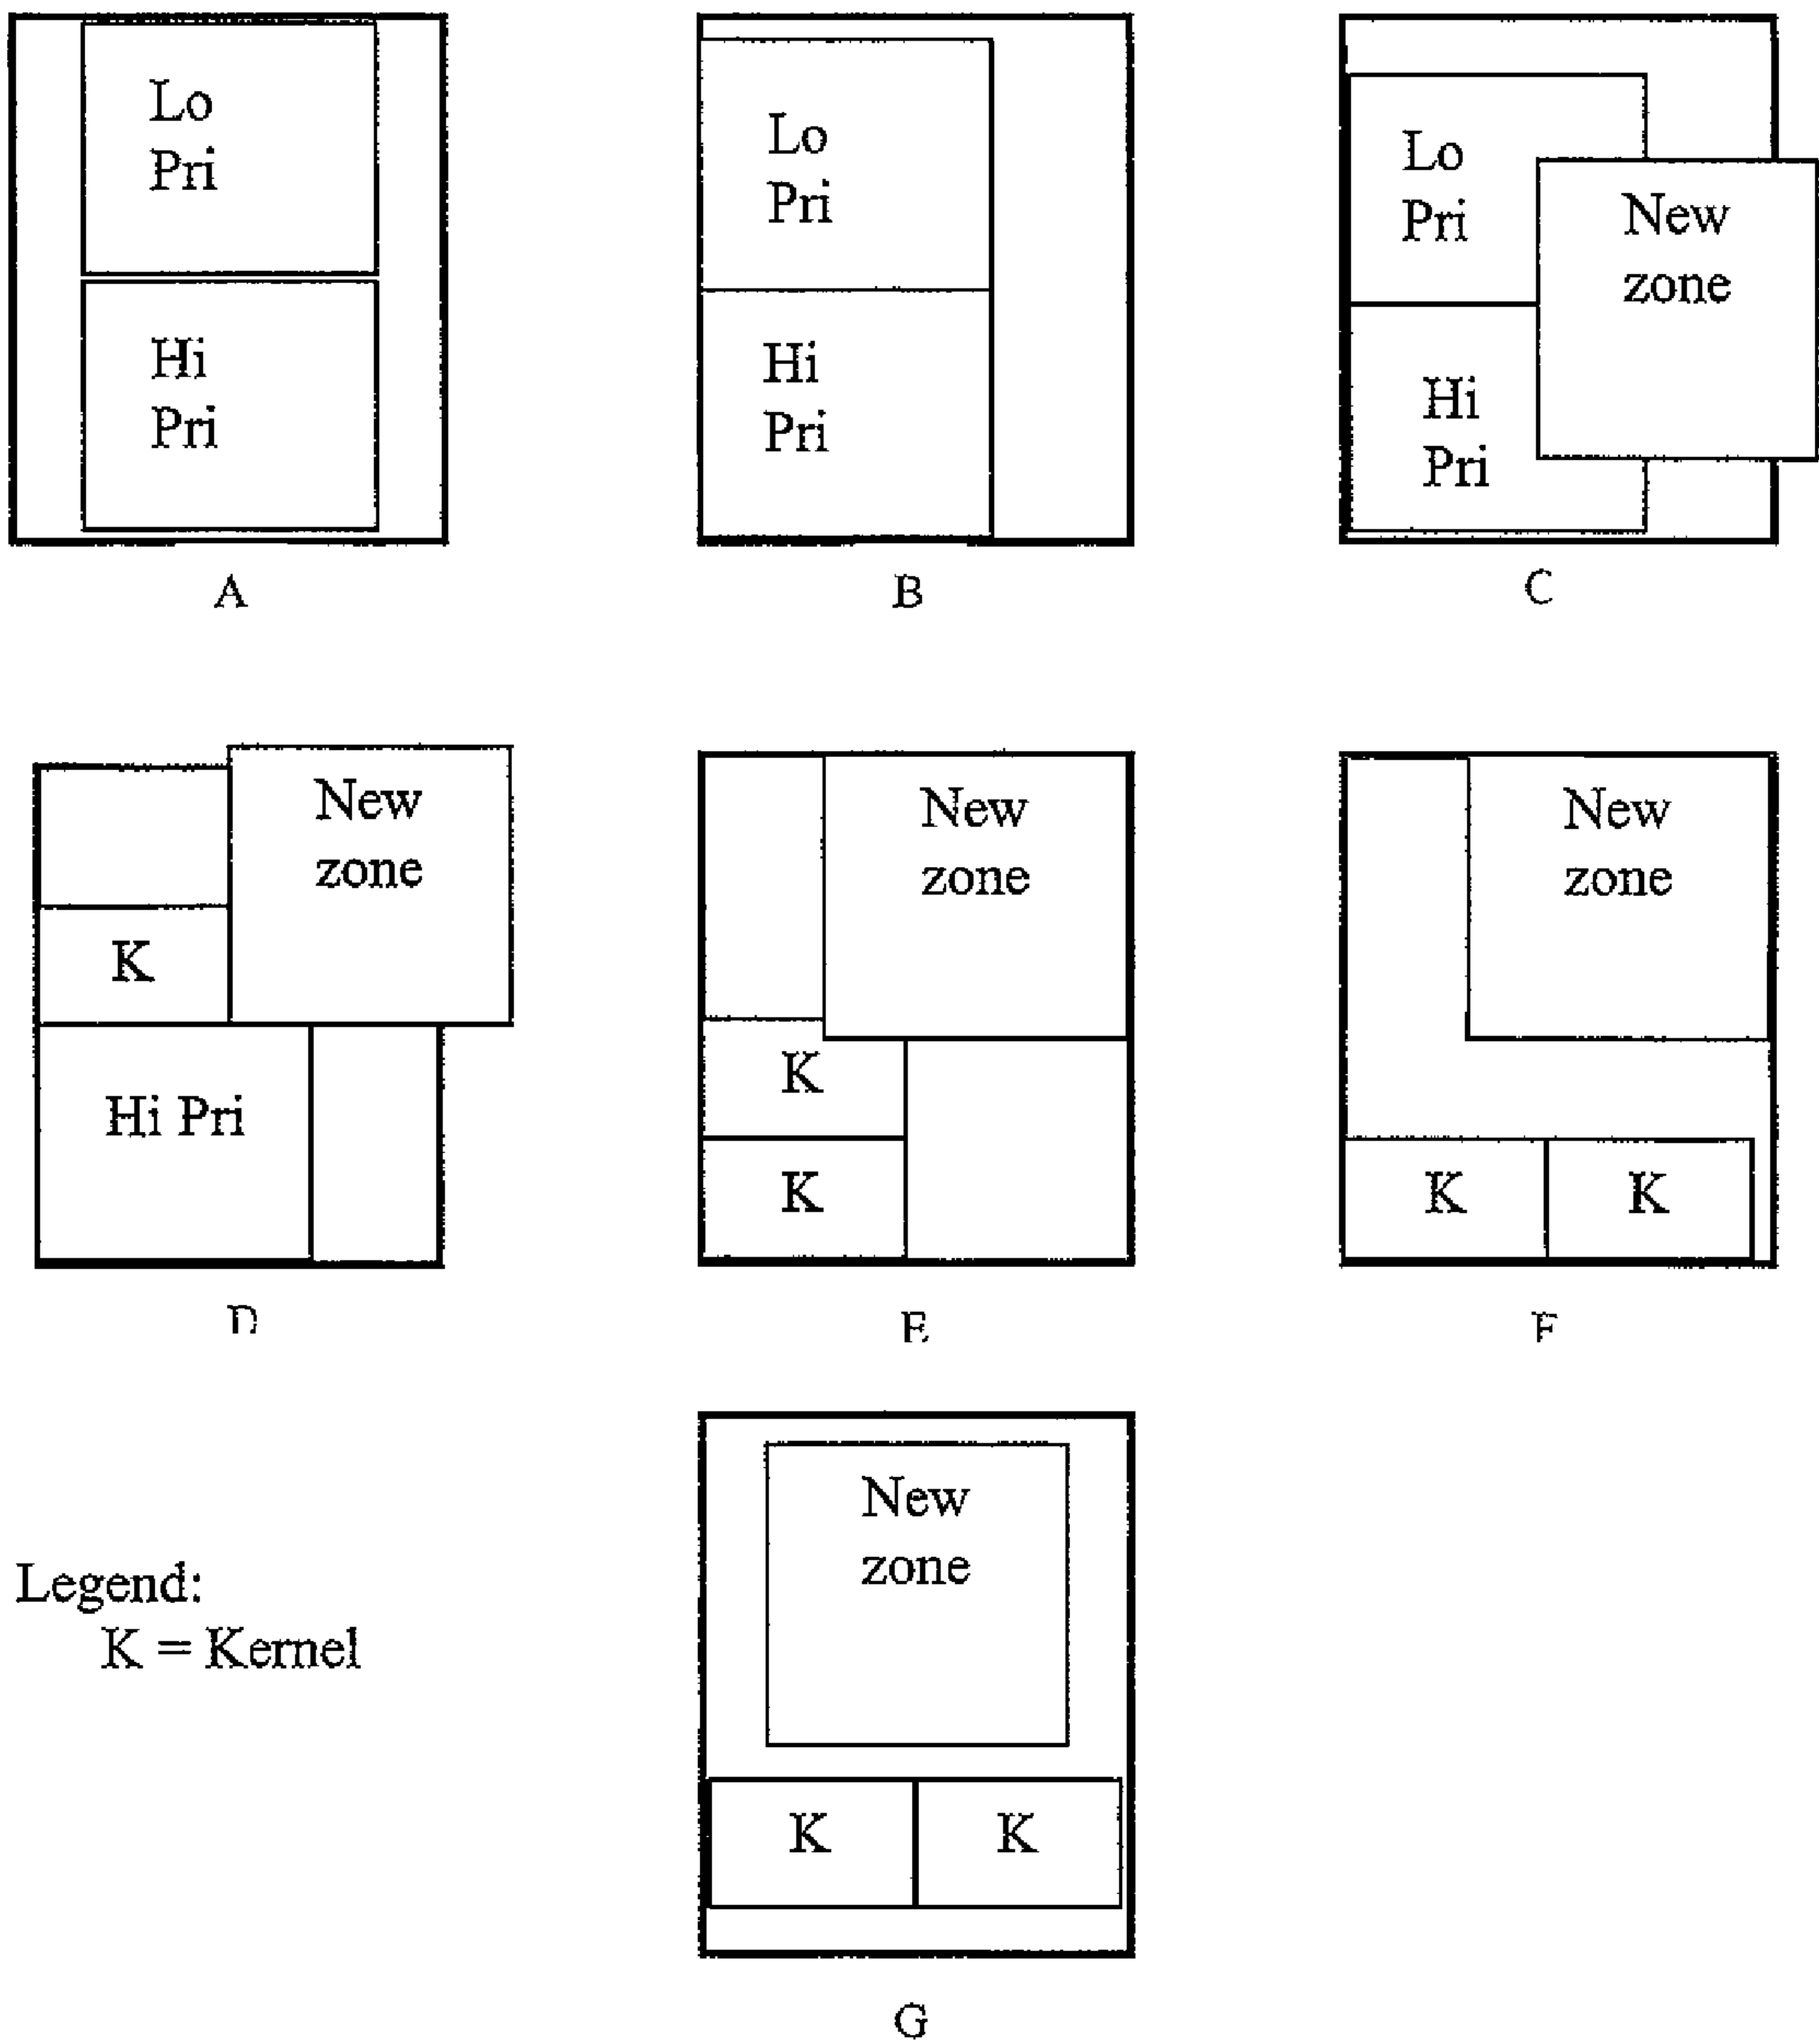 Lo
Pri
Hi
Pri
A
Lo
Pri
Hi
Pri
B
Lo
Pri
New
zone
Hi
Pri
C
New
zone
K
Hi Pri
D
New
zone
K
K
E
New
zone
K K
F
New
zone
K K
G
Legend:
K = Kernel